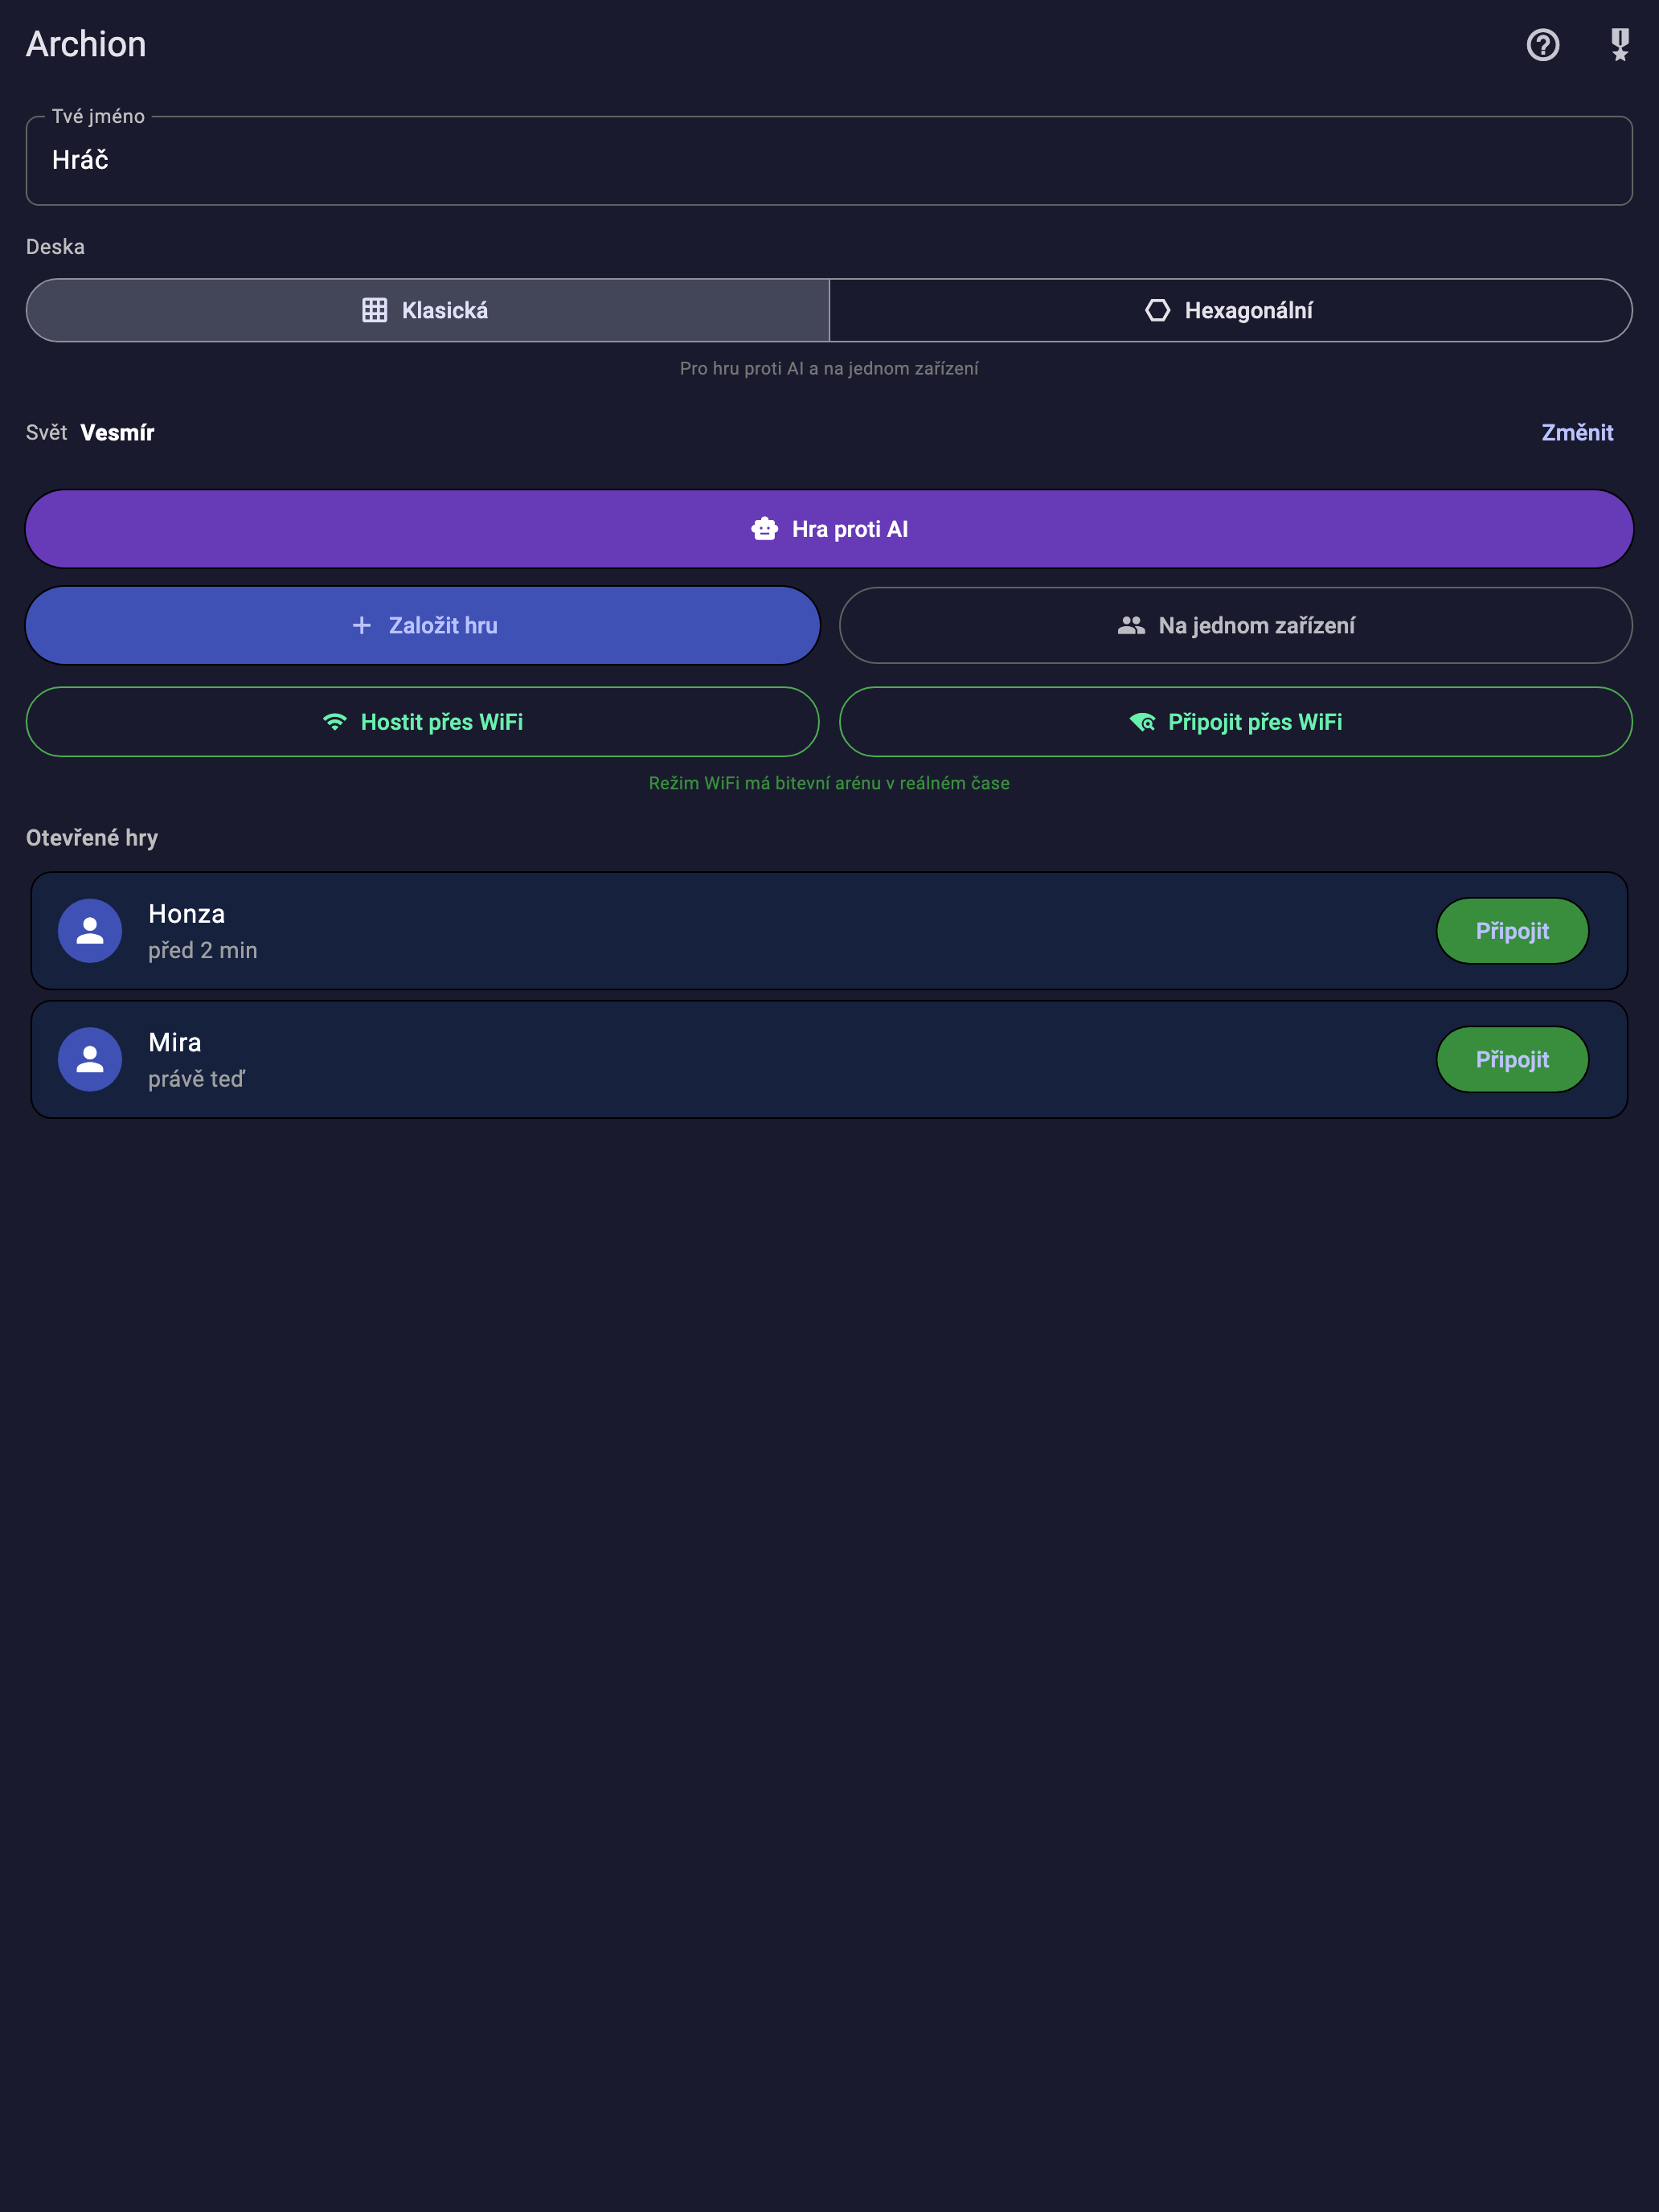 Archion
Tvé jméno
Hráč
Deska
Klasická
Hexagonální
Pro hru proti AI a na jednom zařízení
Svět Vesmír
Změnit
Hra proti AI
Založit hru
Na jednom zařízení
Hostit přes WiFi
Připojit přes WiFi
Režim WiFi má bitevní arénu v reálném čase
Otevřené hry
Honza
před 2 min
Připojit
Mira
právě teď
Připojit